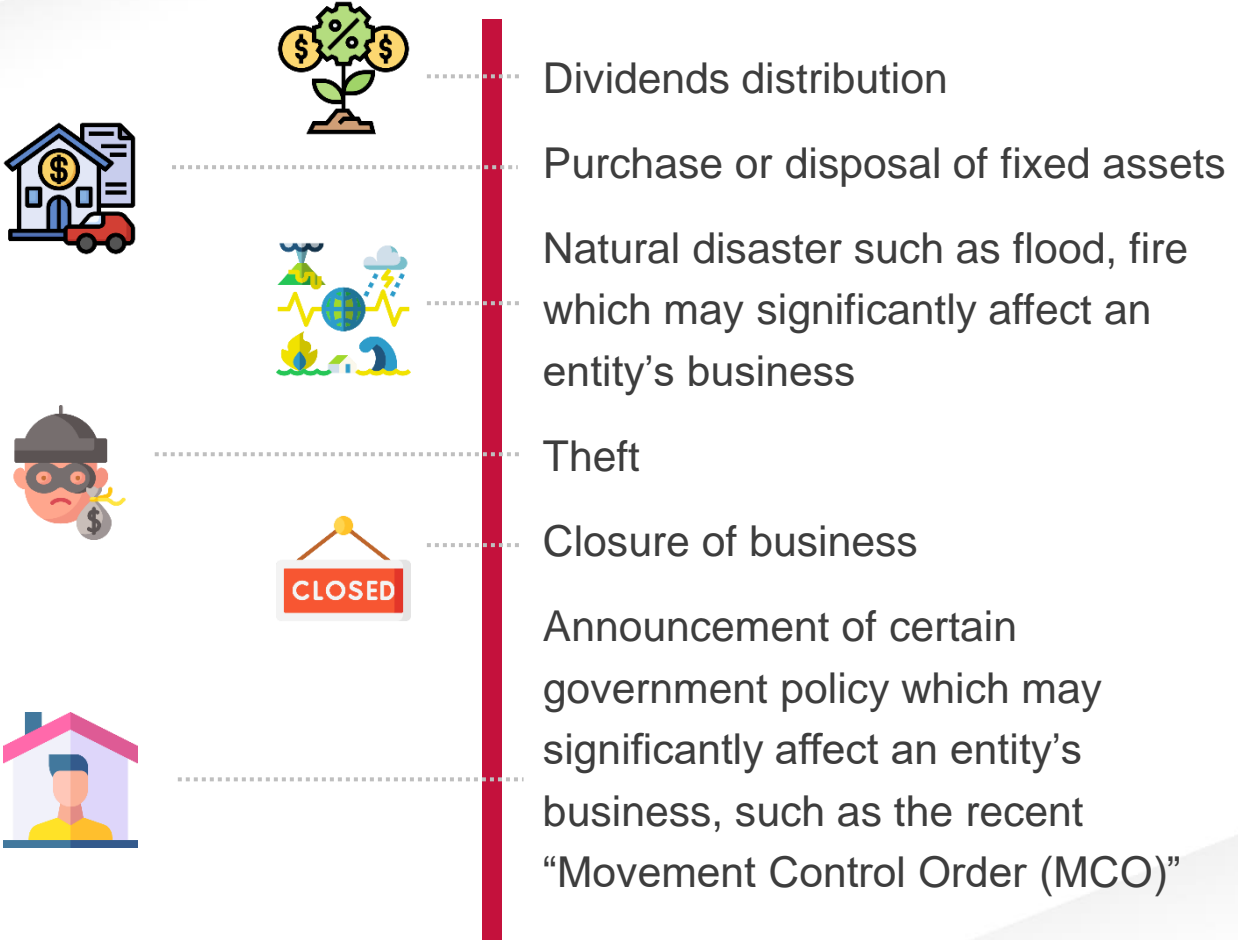 Dividends distribution
Purchase or disposal of fixed assets
Natural disaster such as flood, fire
which may significantly affect an
entity’s business
Theft
Closure of business
CLOSED
Announcement of certain
government policy which may
significantly affect an entity’s
business, such as the recent
“Movement Control Order (MCO)”